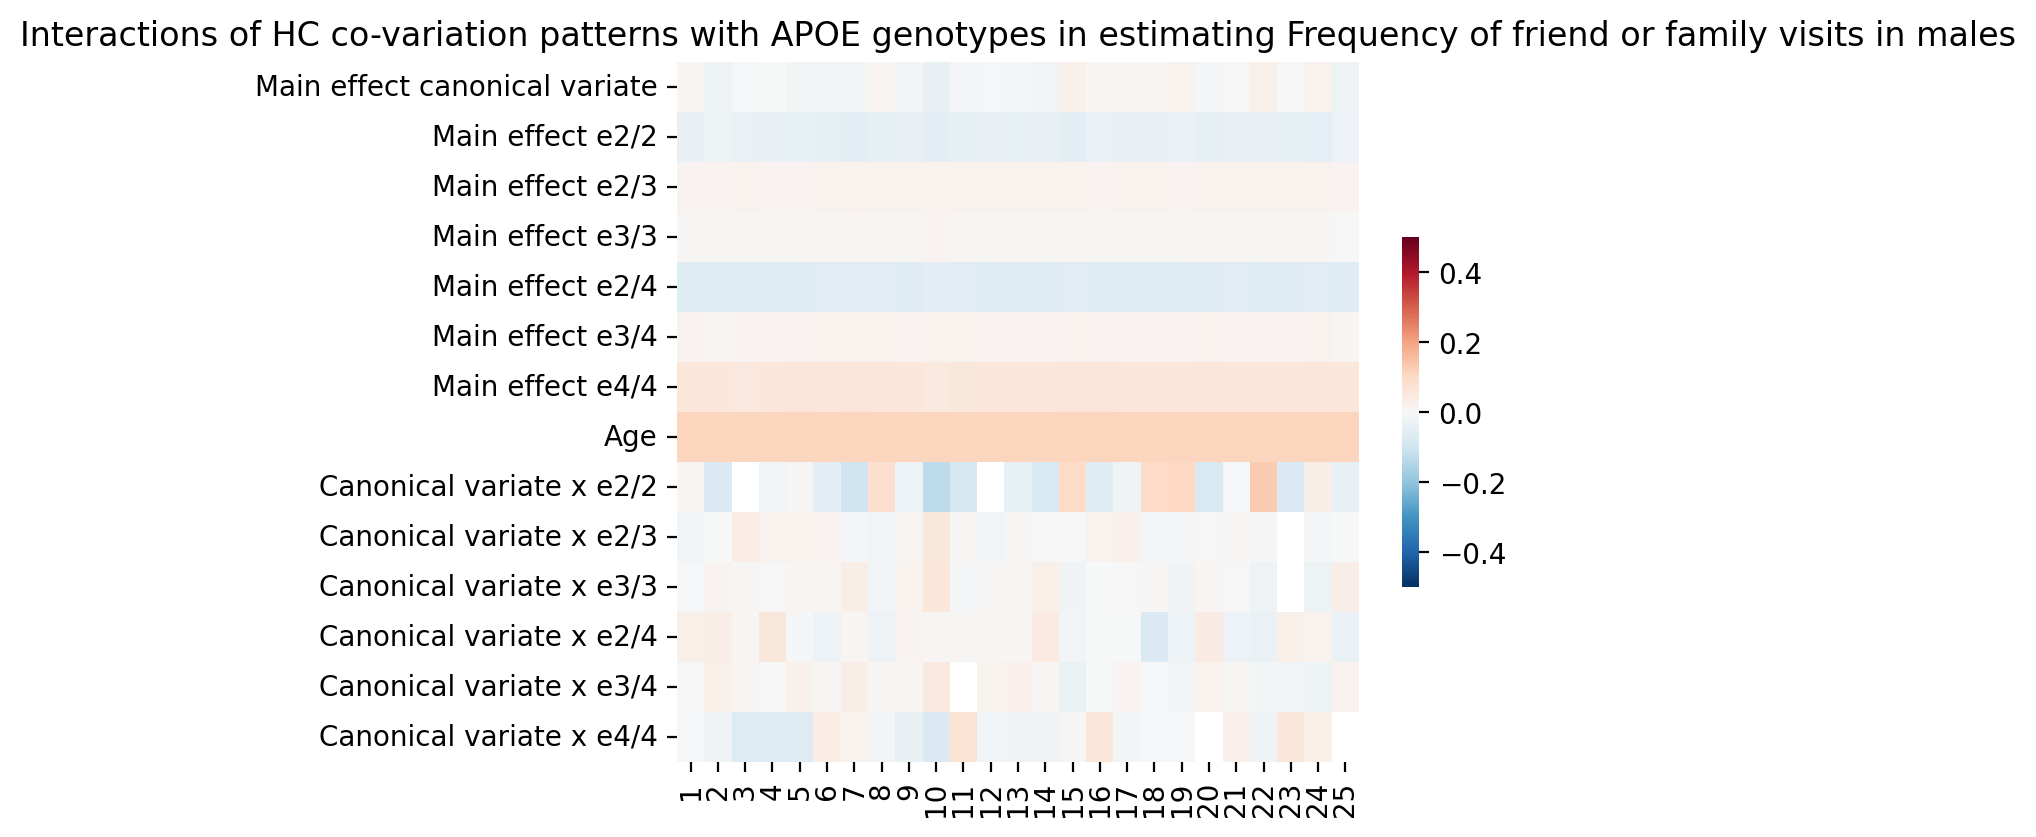 Interactions of HC co-variation patterns with APOE genotypes in estimating Frequency of friend or family visits in males
Main effect canonical variate
Main effect e2/2
Main effect e2/3
Main effect e3/3
Main effect e2/4
Main effect e3/4
Main effect e4/4
Age
Canonical variate x e2/2
Canonical variate x e2/3
Canonical variate x e3/3
Canonical variate x e2/4
Canonical variate x e3/4
Canonical variate x e4/4
1 2 3 4 5 6 7 8 9 10 11 12 13 14 15 16 17 18 19 20 21 22 23 24 25
0.4
0.2
0.0
−0.2
−0.4